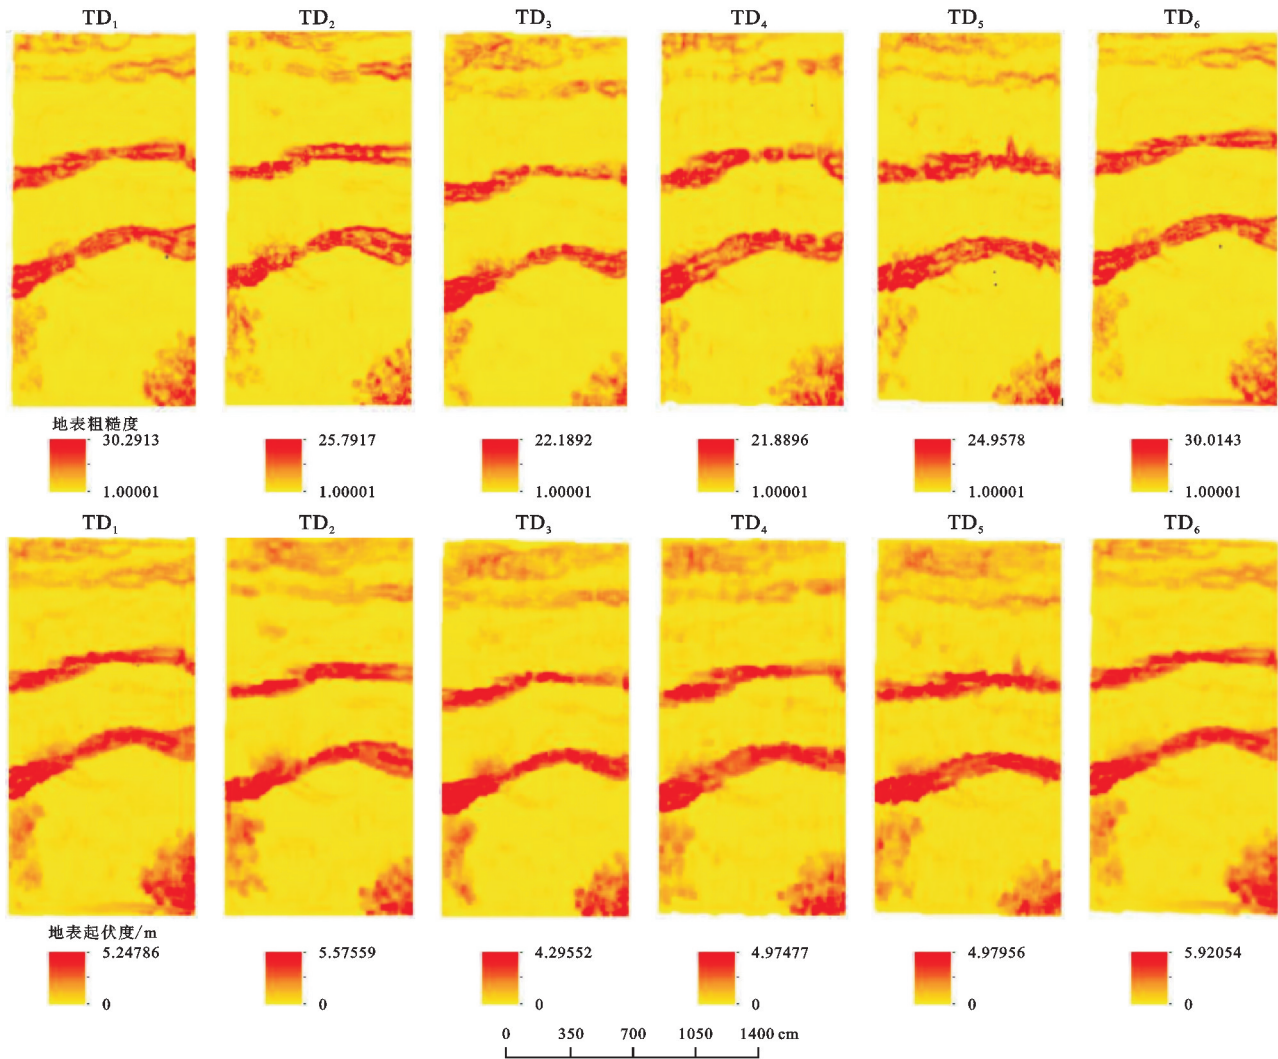 TD₁ TD₂ TD₃ TD₄ TD₅ TD₆
地表粗糙度
30.2913 25.7917 22.1892 21.8896 24.9578 30.0143
1.00001 1.00001 1.00001 1.00001 1.00001 1.00001
TD₁ TD₂ TD₃ TD₄ TD₅ TD₆
地表起伏度/m
5.24786 5.57559 4.29552 4.97477 4.97956 5.92054
0 0 0 0 0 0
0 350 700 1050 1400 cm